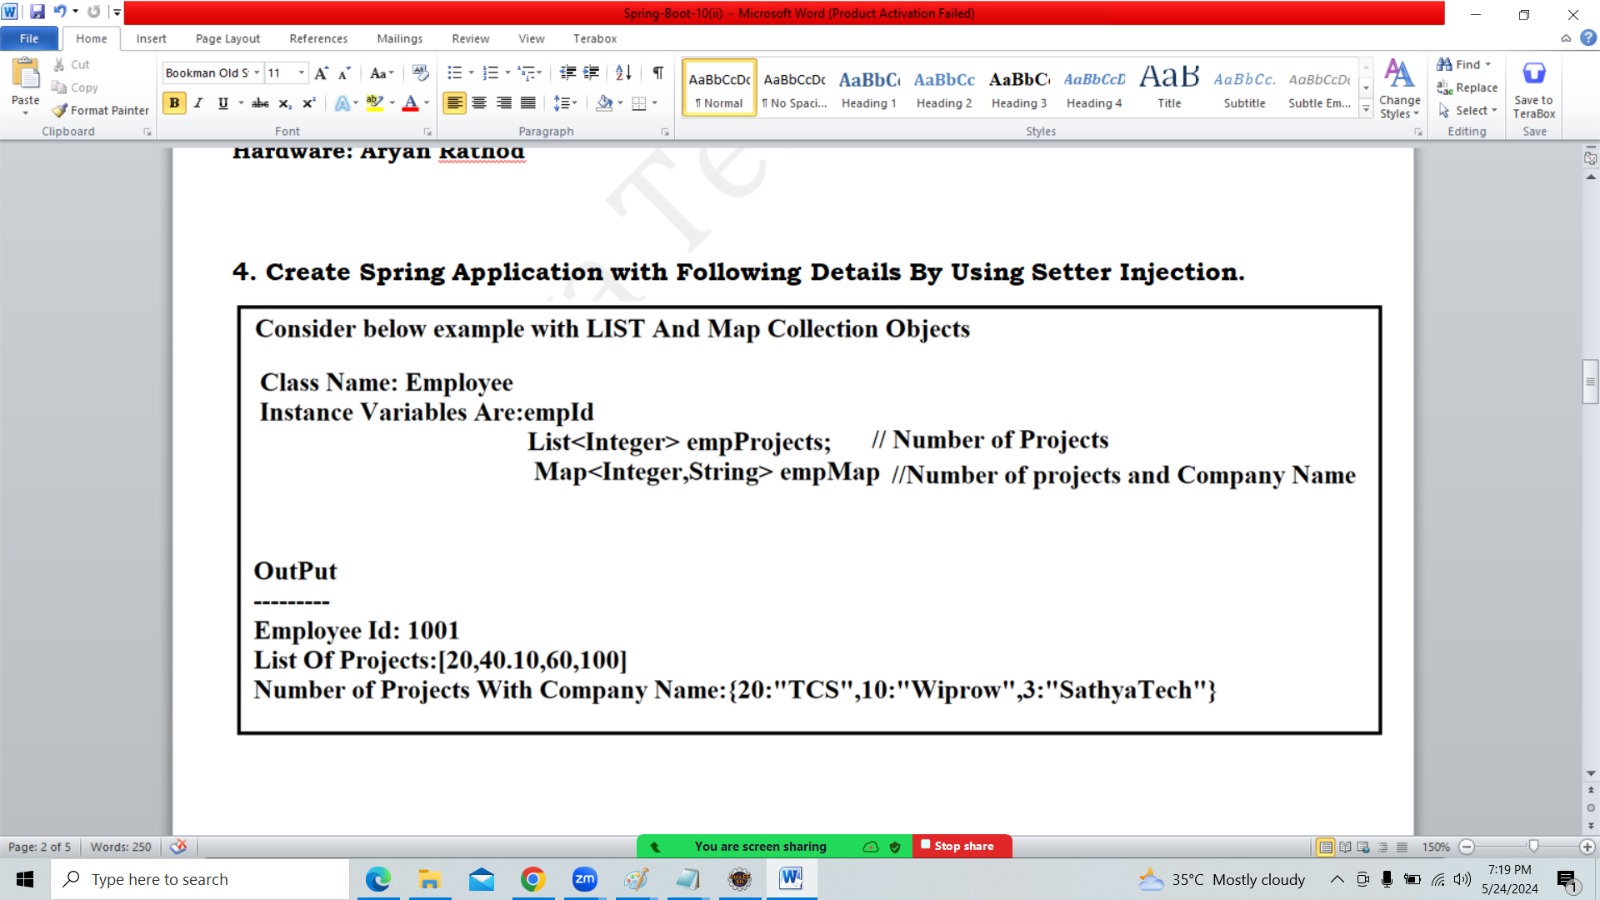 Spring-Boot-10(ii) - Microsoft Word (Product Activation Failed)
File Home Insert Page Layout References Mailings Review View Terabox
Paste
Cut
Copy
Format Painter
Clipboard
Bookman Old S 11
Font
Paragraph
AaBbCcDc AaBbCcDc AaBbC AaBbCc AaBbC AaBbCcD AaB AaBbCc. AaBbCcDc
¶ Normal ¶ No Spaci... Heading 1 Heading 2 Heading 3 Heading 4 Title Subtitle Subtle Em...
Change Styles
Styles
Find
Replace
Select
Editing
Save to TeraBox
Save
Hardware: Aryan Rathod
4. Create Spring Application with Following Details By Using Setter Injection.
Consider below example with LIST And Map Collection Objects
Class Name: Employee
Instance Variables Are:empId
List<Integer> empProjects; // Number of Projects
Map<Integer,String> empMap //Number of projects and Company Name
OutPut
---------
Employee Id: 1001
List Of Projects:[20,40.10,60,100]
Number of Projects With Company Name:{20:"TCS",10:"Wiprow",3:"SathyaTech"}
Page: 2 of 5 Words: 250
You are screen sharing Stop share
150%
Type here to search
zm
35°C Mostly cloudy
7:19 PM
5/24/2024
1